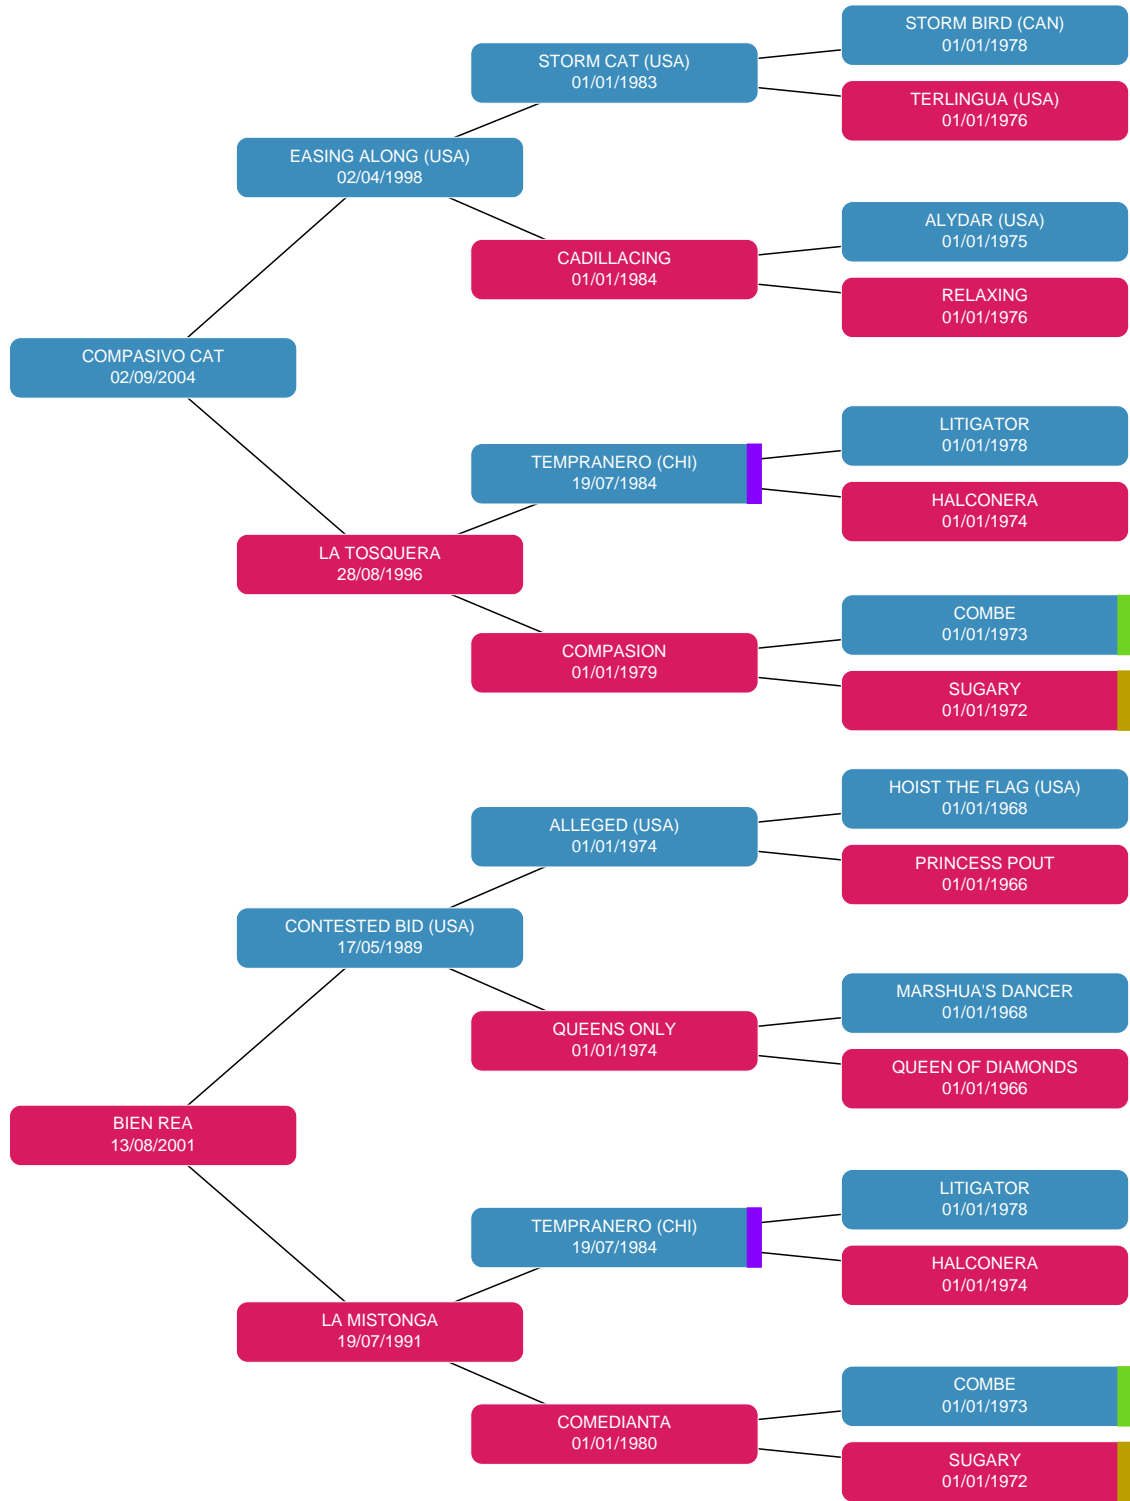 STORM BIRD (CAN)
01/01/1978
STORM CAT (USA)
01/01/1983
TERLINGUA (USA)
01/01/1976
EASING ALONG (USA)
02/04/1998
ALYDAR (USA)
01/01/1975
CADILLACING
01/01/1984
RELAXING
01/01/1976
COMPASIVO CAT
02/09/2004
LITIGATOR
01/01/1978
TEMPRANERO (CHI)
19/07/1984
HALCONERA
01/01/1974
LA TOSQUERA
28/08/1996
COMBE
01/01/1973
COMPASION
01/01/1979
SUGARY
01/01/1972
HOIST THE FLAG (USA)
01/01/1968
ALLEGED (USA)
01/01/1974
PRINCESS POUT
01/01/1966
CONTESTED BID (USA)
17/05/1989
MARSHUA'S DANCER
01/01/1968
QUEENS ONLY
01/01/1974
QUEEN OF DIAMONDS
01/01/1966
BIEN REA
13/08/2001
LITIGATOR
01/01/1978
TEMPRANERO (CHI)
19/07/1984
HALCONERA
01/01/1974
LA MISTONGA
19/07/1991
COMBE
01/01/1973
COMEDIANTA
01/01/1980
SUGARY
01/01/1972